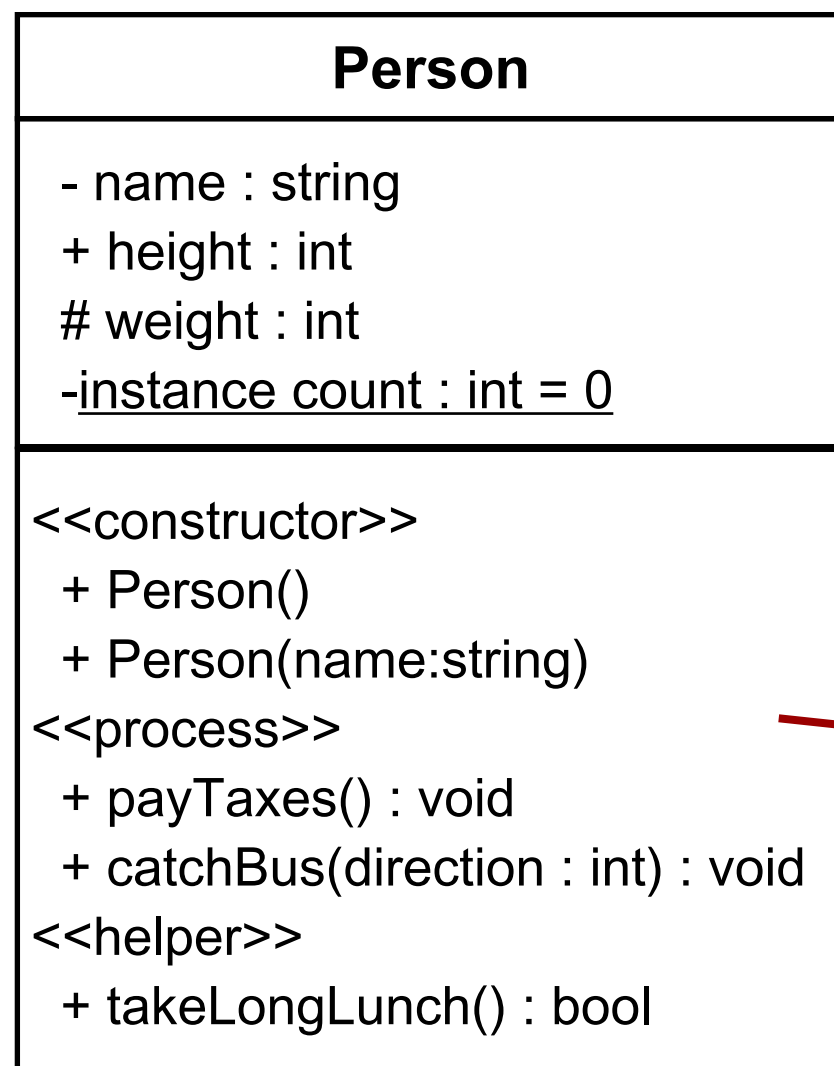 Person
- name : string
+ height : int
# weight : int
-instance count : int = 0
<<constructor>>
+ Person()
+ Person(name:string)
<<process>>
+ payTaxes() : void
+ catchBus(direction : int) : void
<<helper>>
+ takeLongLunch() : bool